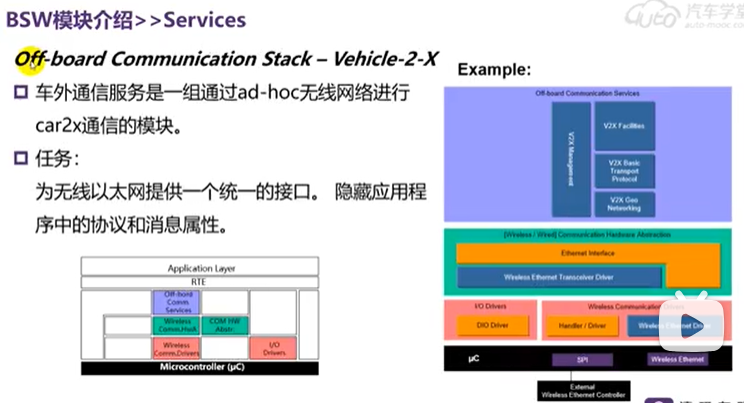 BSW模块介绍>>Services
汽车学堂
auto-mooc.com
Off-board Communication Stack – Vehicle-2-X
车外通信服务是一组通过ad-hoc无线网络进行
car2x通信的模块。
任务：
为无线以太网提供一个统一的接口。 隐藏应用程
序中的协议和消息属性。
Application Layer
RTE
Off-bord
Comm
Services
Wireless
Comm.HwA
COM HW
Abstr.
Wireless
Comm.Drivers
I/O
Drivers
Microcontroller (µC)
Example:
Off-board Communication Services
V2X Management
V2X Facilities
V2X Basic
Transport
Protocol
V2X Geo
Networking
[Wireless / Wired] Communication Hardware Abstraction
Ethernet Interface
Wireless Ethernet Transceiver Driver
I/O Drivers
Wireless Communication
DIO Driver
Handler / Driver
Wireless Ethernet
µC
SPI
Wireless Ethernet
External
Wireless Ethernet Controller